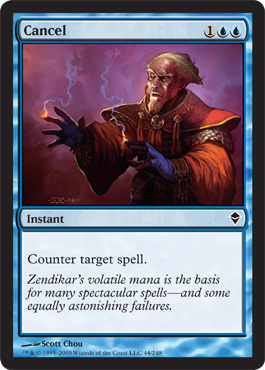 Cancel 1
Instant
Counter target spell.
Zendikar's volatile mana is the basis
for many spectacular spells—and some
equally astonishing failures.
Scott Chou
™ & © 1993–2009 Wizards of the Coast LLC 44/249